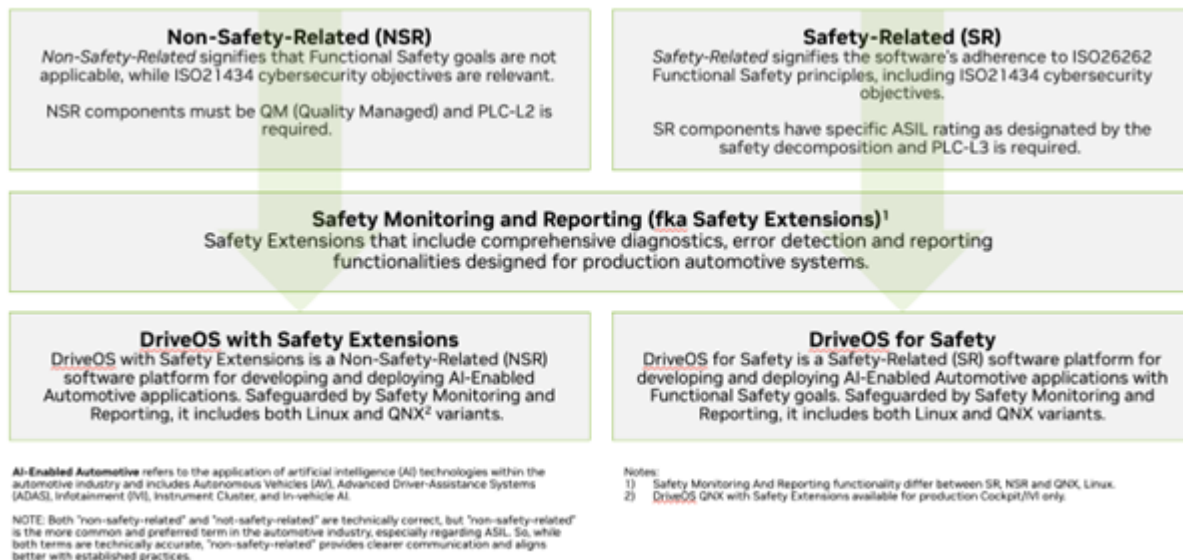 Non-Safety-Related (NSR)
Non-Safety-Related signifies that Functional Safety goals are not
applicable, while ISO21434 cybersecurity objectives are relevant.
NSR components must be QM (Quality Managed) and PLC-L2 is
required.
Safety-Related (SR)
Safety-Related signifies the software's adherence to ISO26262
Functional Safety principles, including ISO21434 cybersecurity
objectives.
SR components have specific ASIL rating as designated by the
safety decomposition and PLC-L3 is required.
Safety Monitoring and Reporting (fka Safety Extensions)¹
Safety Extensions that include comprehensive diagnostics, error detection and reporting
functionalities designed for production automotive systems.
DriveOS with Safety Extensions
DriveOS with Safety Extensions is a Non-Safety-Related (NSR)
software platform for developing and deploying AI-Enabled
Automotive applications. Safeguarded by Safety Monitoring and
Reporting, it includes both Linux and QNX² variants.
DriveOS for Safety
DriveOS for Safety is a Safety-Related (SR) software platform for
developing and deploying AI-Enabled Automotive applications with
Functional Safety goals. Safeguarded by Safety Monitoring and
Reporting, it includes both Linux and QNX variants.
AI-Enabled Automotive refers to the application of artificial intelligence (AI) technologies within the
automotive industry and includes Autonomous Vehicles (AV), Advanced Driver-Assistance Systems
(ADAS), Infotainment (IVI), Instrument Cluster, and In-vehicle AI.
NOTE: Both "non-safety-related" and "not-safety-related" are technically correct, but "non-safety-related"
is the more common and preferred term in the automotive industry, especially regarding ASIL. So, while
both terms are technically accurate, "non-safety-related" provides clearer communication and aligns
better with established practices.
Notes:
1) Safety Monitoring And Reporting functionality differ between SR, NSR and QNX, Linux.
2) DriveOS QNX with Safety Extensions available for production Cockpit/IVI only.